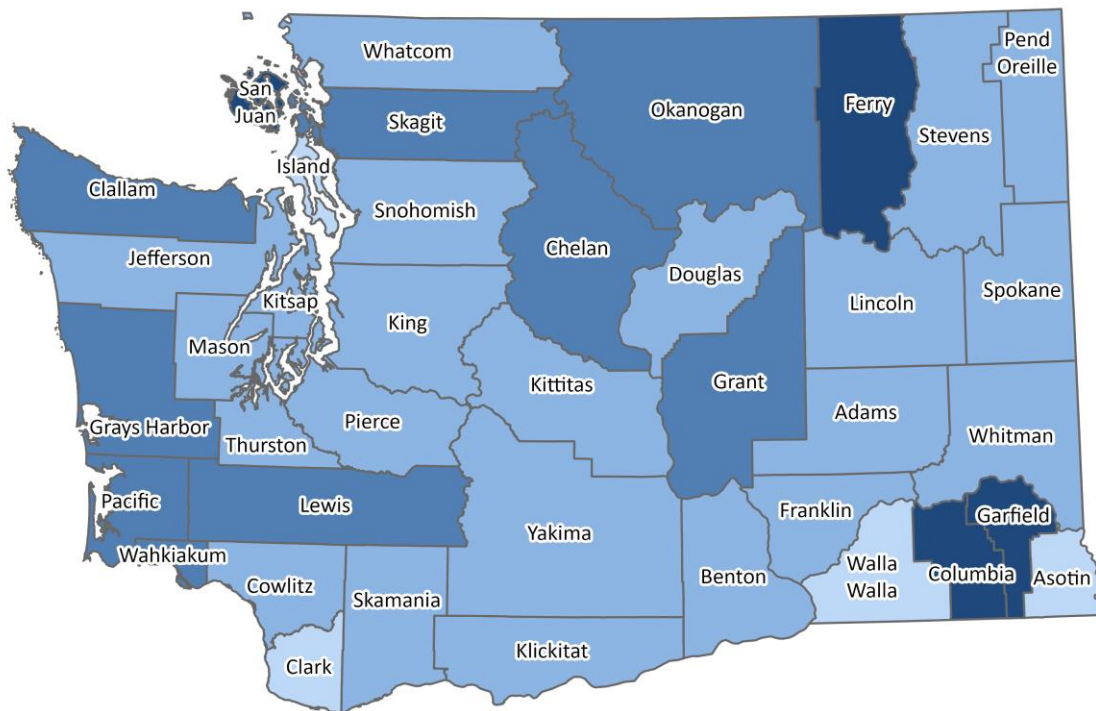 Whatcom
Pend
Oreille
San
Juan
Skagit
Okanogan
Ferry
Stevens
Island
Clallam
Snohomish
Chelan
Jefferson
Douglas
Kitsap
Lincoln
Spokane
King
Mason
Kittitas
Grant
Adams
Grays Harbor
Thurston
Pierce
Whitman
Pacific
Lewis
Yakima
Franklin
Garfield
Wahkiakum
Cowlitz
Skamania
Benton
Walla
Walla
Columbia
Asotin
Clark
Klickitat